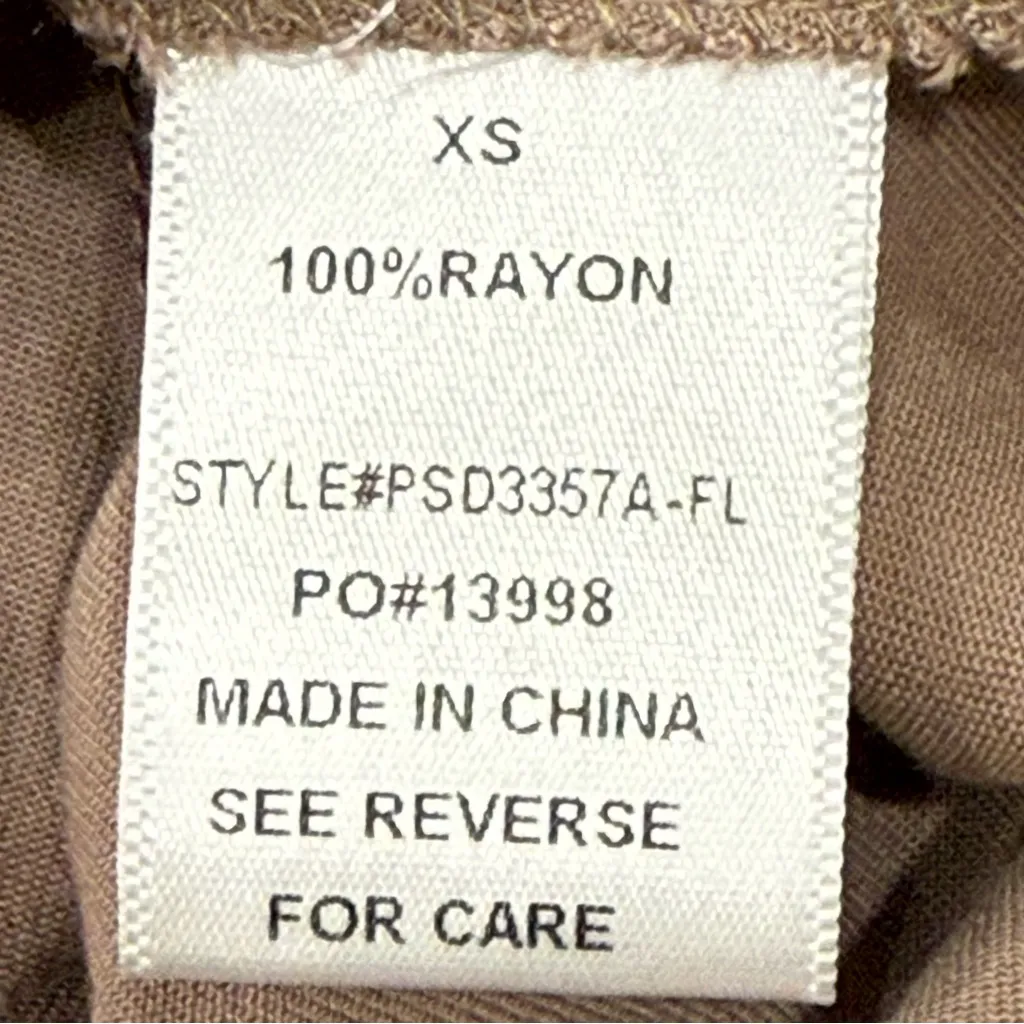 XS
100%RAYON
STYLE#PSD3357A-FL
PO#13998
MADE IN CHINA
SEE REVERSE
FOR CARE